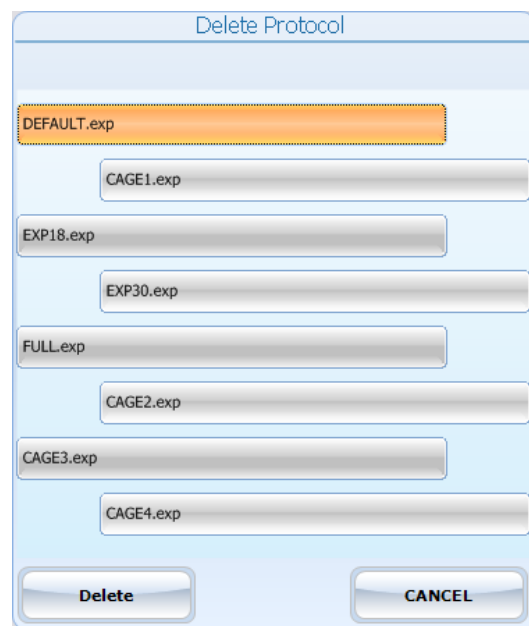 Delete Protocol
DEFAULT.exp
CAGE1.exp
EXP18.exp
EXP30.exp
FULL.exp
CAGE2.exp
CAGE3.exp
CAGE4.exp
Delete CANCEL